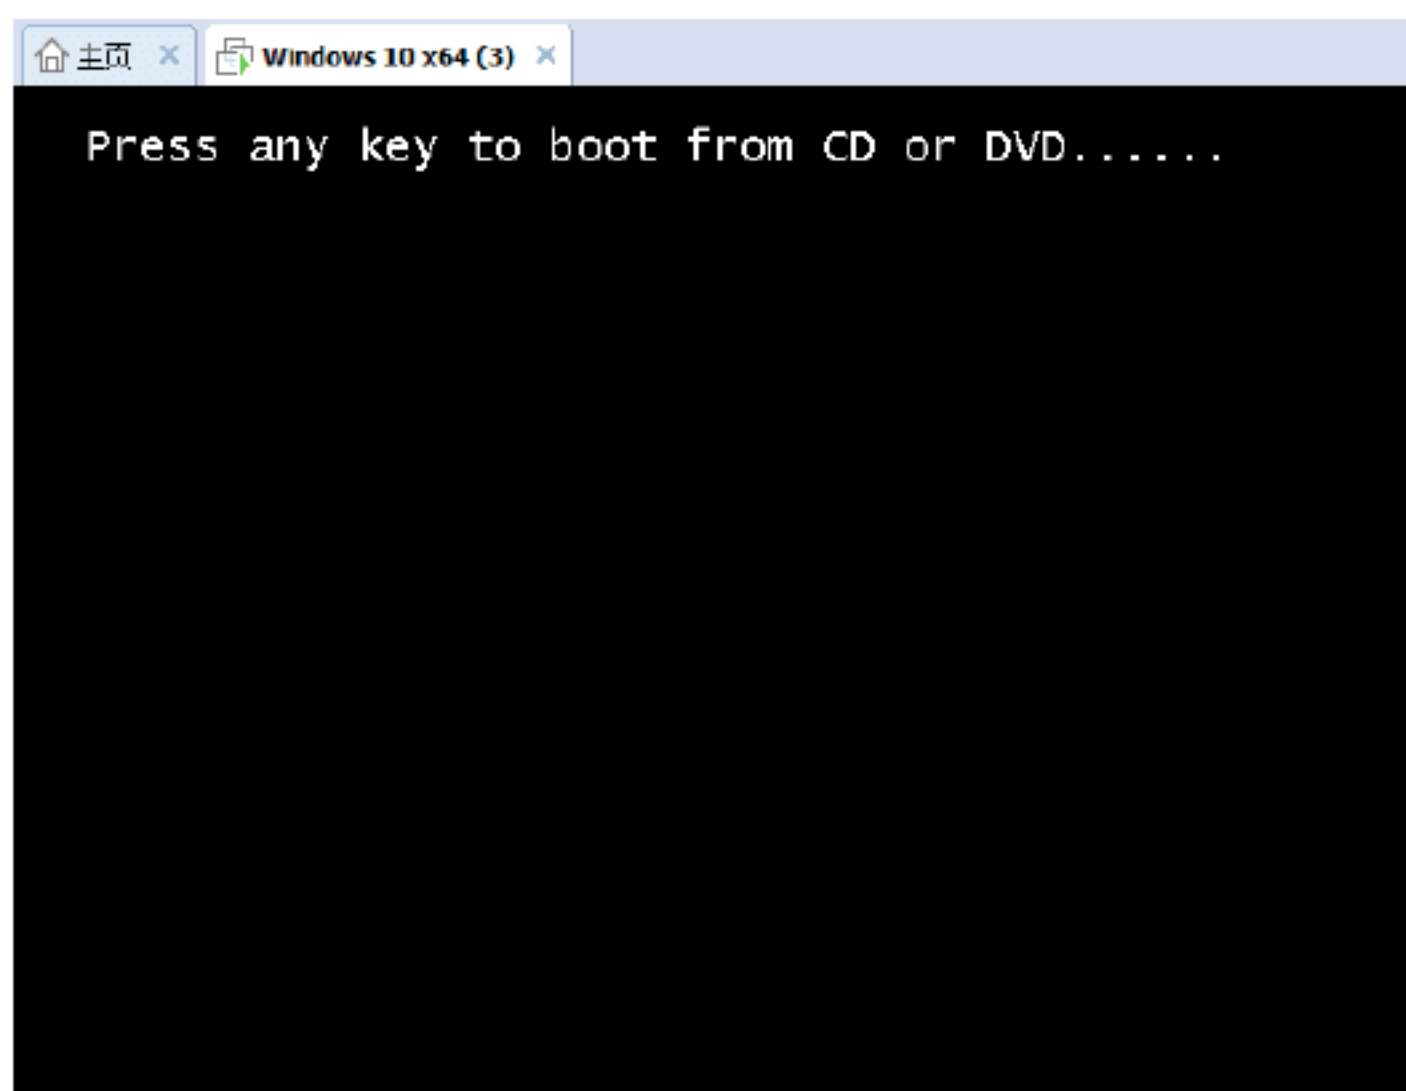 主页
Windows 10 x64 (3)
Press any key to boot from CD or DVD......